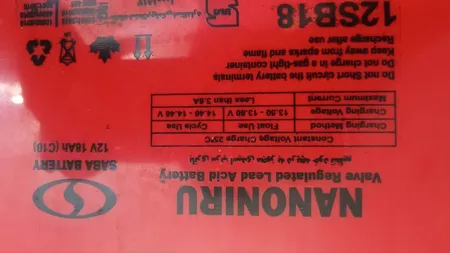 NANONIRU
Valve Regulated Lead Acid Battery
SABA BATTERY
12V 18Ah (C10)
Constant Voltage Charge 25°C
Charging Method Float Use Cycle Use
Charging Voltage 13.50 - 13.80 V 14.46 - 14.48 V
Maximum Current Less than 3.6A
Do not Short circuit the battery terminals
Do not charge in a gas-tight container
Keep away from sparks and flame
Recharge after use
12SB18